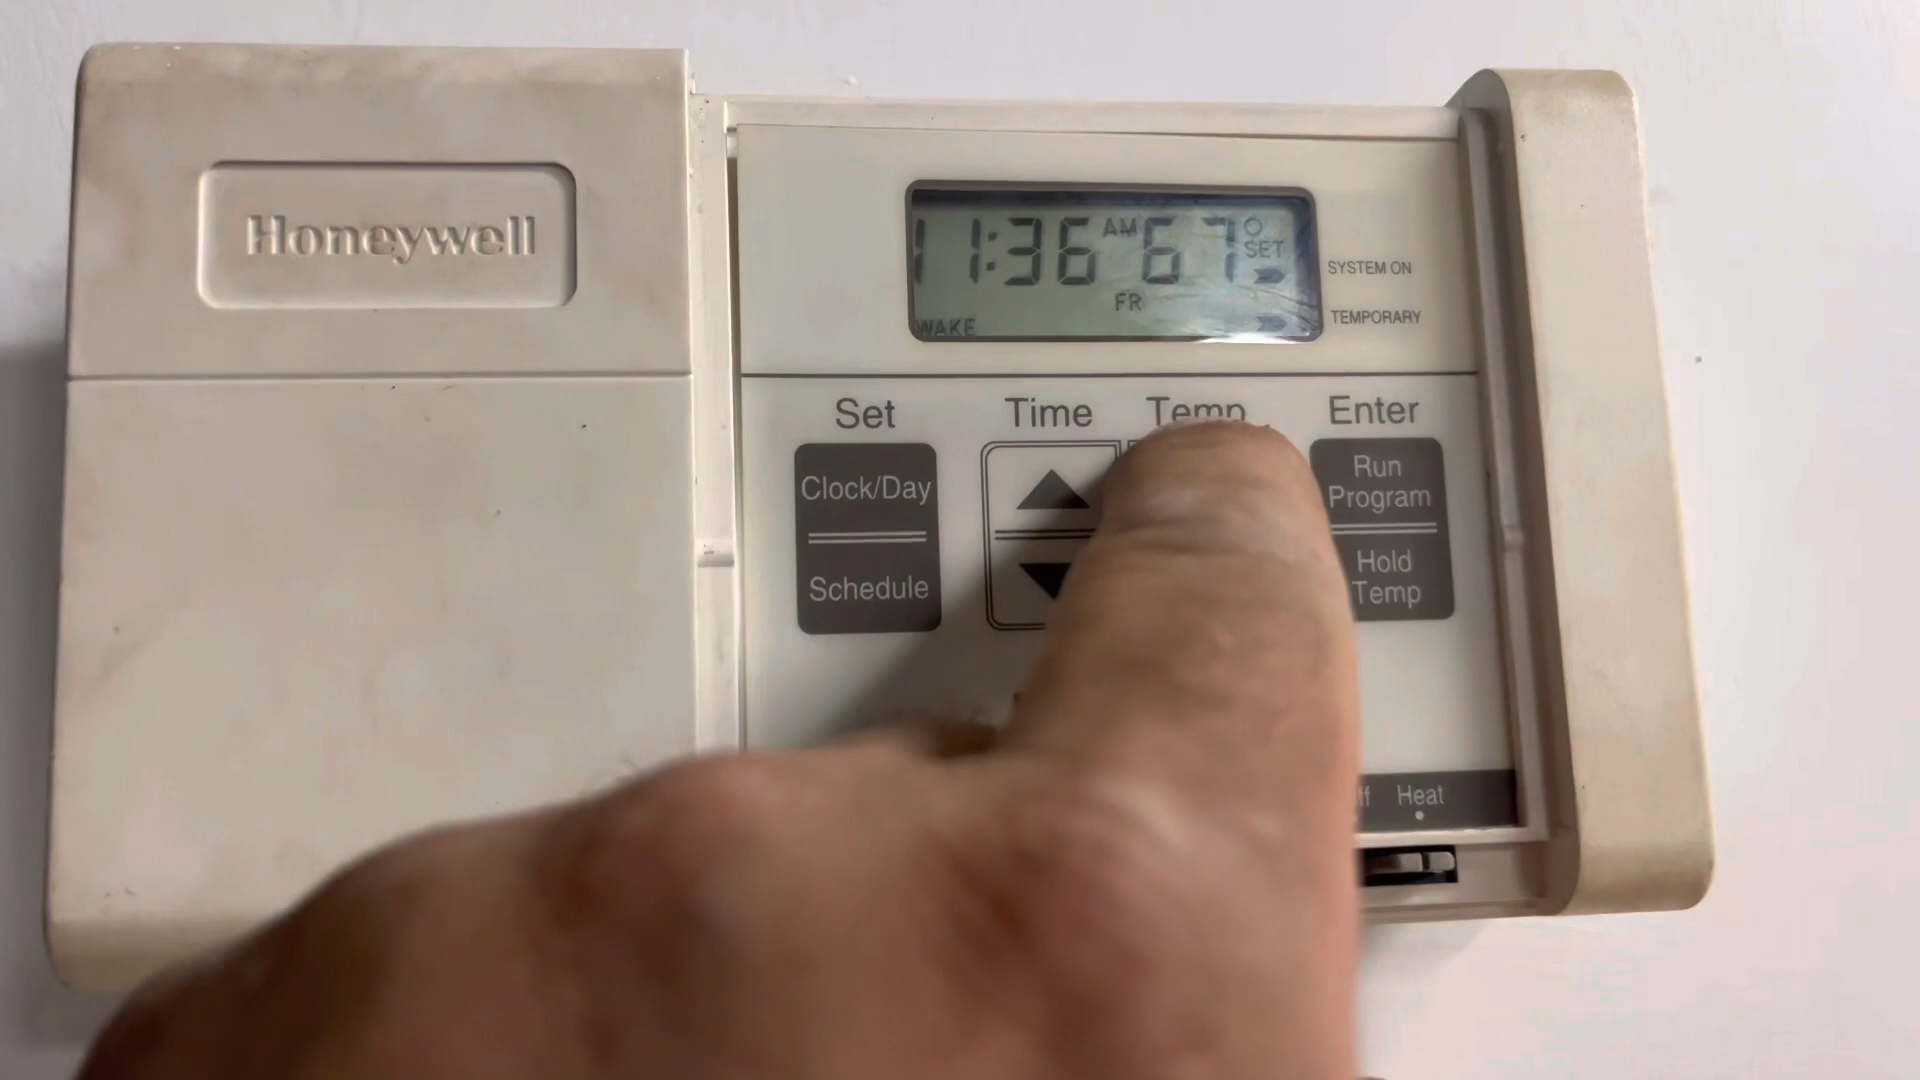 Honeywell
11:36 AM 67° SET
SYSTEM ON
FR
WAKE
TEMPORARY
Set Time Temp Enter
Clock/Day
Schedule
Run
Program
Hold
Temp
Heat